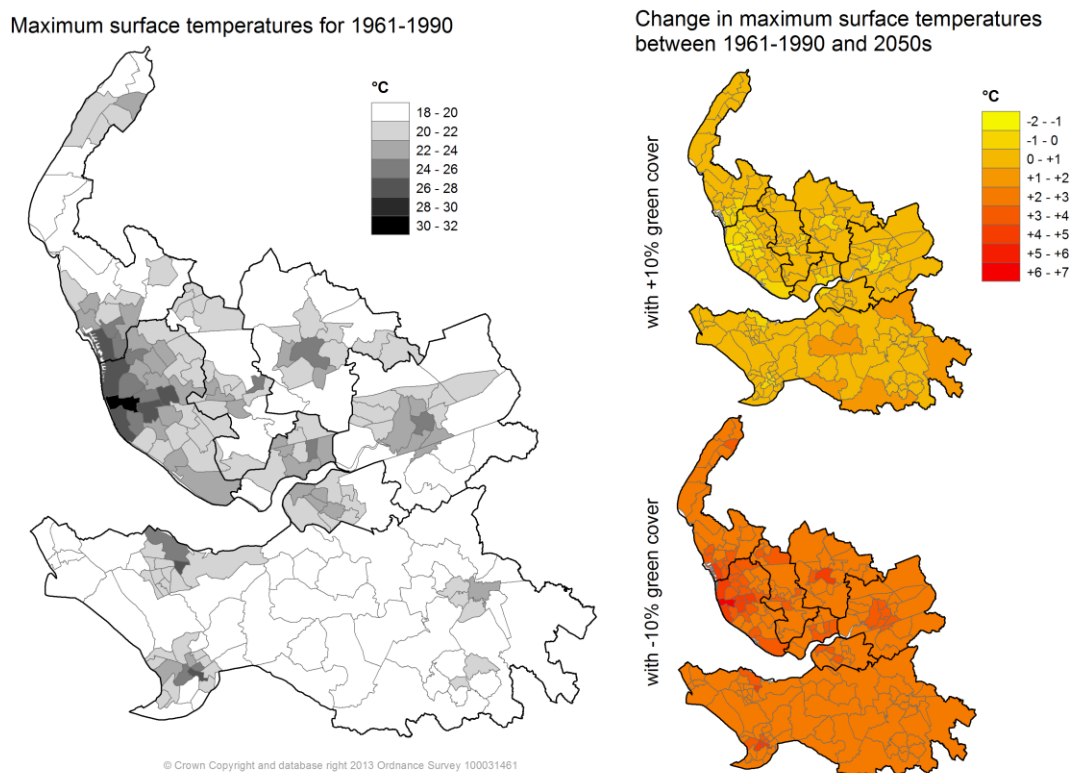 Maximum surface temperatures for 1961-1990
°C
18 - 20
20 - 22
22 - 24
24 - 26
26 - 28
28 - 30
30 - 32
© Crown Copyright and database right 2013 Ordnance Survey 100031461
Change in maximum surface temperatures
between 1961-1990 and 2050s
°C
-2 - -1
-1 - 0
0 - +1
+1 - +2
+2 - +3
+3 - +4
+4 - +5
+5 - +6
+6 - +7
with +10% green cover
with -10% green cover